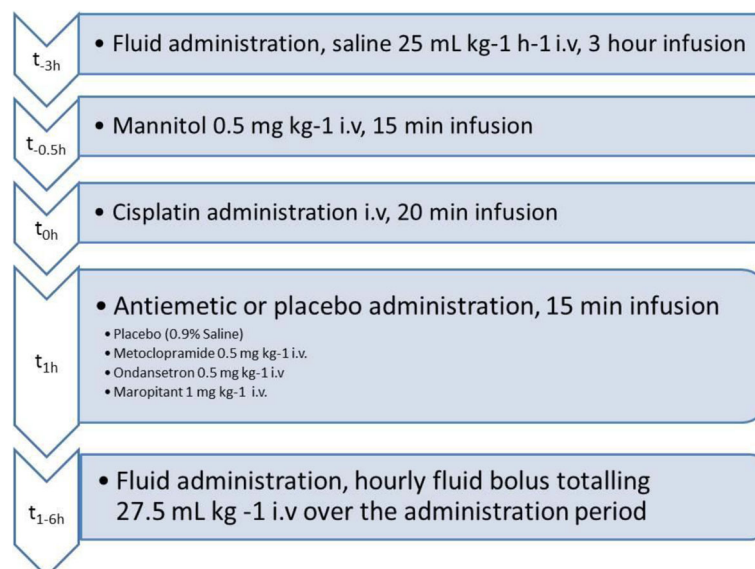 t-3h
• Fluid administration, saline 25 mL kg-1 h-1 i.v, 3 hour infusion
t-0.5h
• Mannitol 0.5 mg kg-1 i.v, 15 min infusion
t0h
• Cisplatin administration i.v, 20 min infusion
t1h
• Antiemetic or placebo administration, 15 min infusion
• Placebo (0.9% Saline)
• Metoclopramide 0.5 mg kg-1 i.v.
• Ondansetron 0.5 mg kg-1 i.v
• Maropitant 1 mg kg-1 i.v.
t1-6h
• Fluid administration, hourly fluid bolus totalling
27.5 mL kg -1 i.v over the administration period